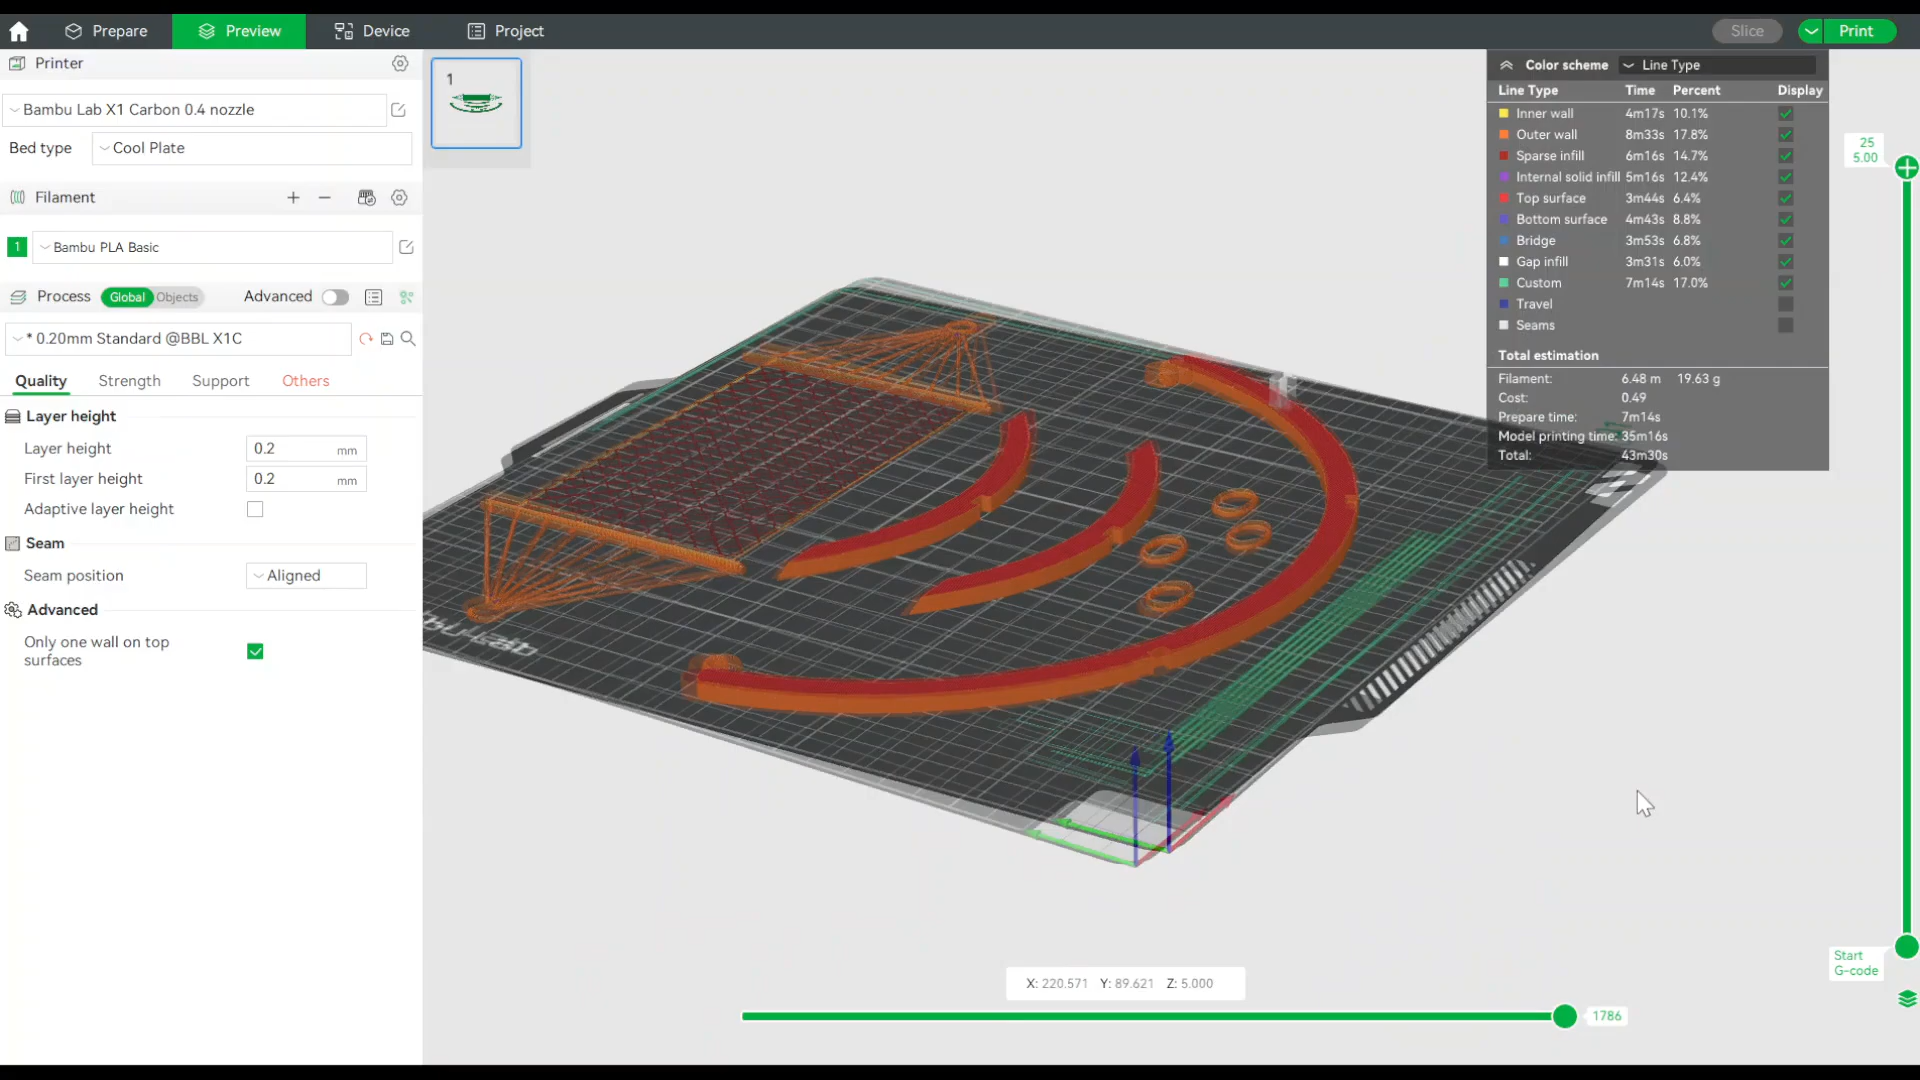 Prepare
Preview
Device
Project
Slice
Print
Printer
Bambu Lab X1 Carbon 0.4 nozzle
Bed type
Cool Plate
Filament
1
Bambu PLA Basic
Process
Global
Objects
Advanced
* 0.20mm Standard @BBL X1C
Quality
Strength
Support
Others
Layer height
Layer height 0.2 mm
First layer height 0.2 mm
Adaptive layer height
Seam
Seam position Aligned
Advanced
Only one wall on top
surfaces
1
Color scheme Line Type
Line Type Time Percent Display
Inner wall 4m17s 10.1%
Outer wall 8m33s 17.8%
Sparse infill 6m16s 14.7%
Internal solid infill 5m16s 12.4%
Top surface 3m44s 6.4%
Bottom surface 4m43s 8.8%
Bridge 3m53s 6.8%
Gap infill 3m31s 6.0%
Custom 7m14s 17.0%
Travel
Seams
Total estimation
Filament: 6.48 m 19.63 g
Cost: 0.49
Prepare time: 7m14s
Model printing time: 35m16s
Total: 43m30s
25
5.00
Start
G-code
X: 220.571 Y: 89.621 Z: 5.000
1786